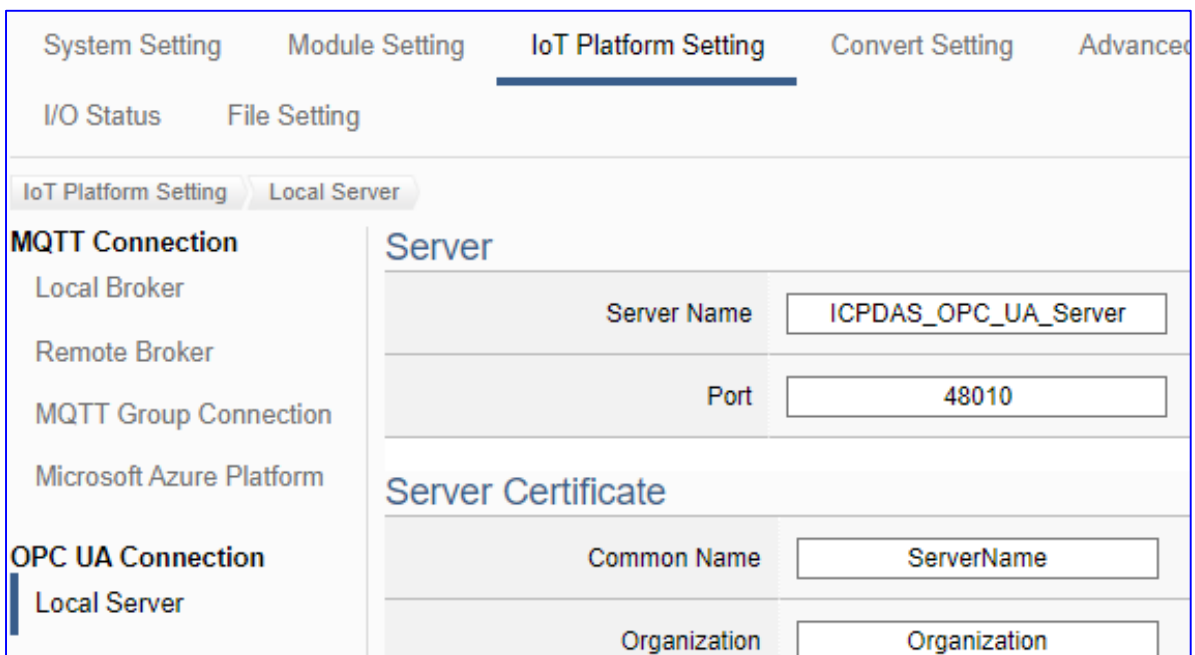 System Setting Module Setting IoT Platform Setting Convert Setting Advanced
I/O Status File Setting
IoT Platform Setting Local Server
MQTT Connection
Local Broker
Remote Broker
MQTT Group Connection
Microsoft Azure Platform
OPC UA Connection
Local Server
Server
Server Name ICPDAS_OPC_UA_Server
Port 48010
Server Certificate
Common Name ServerName
Organization Organization